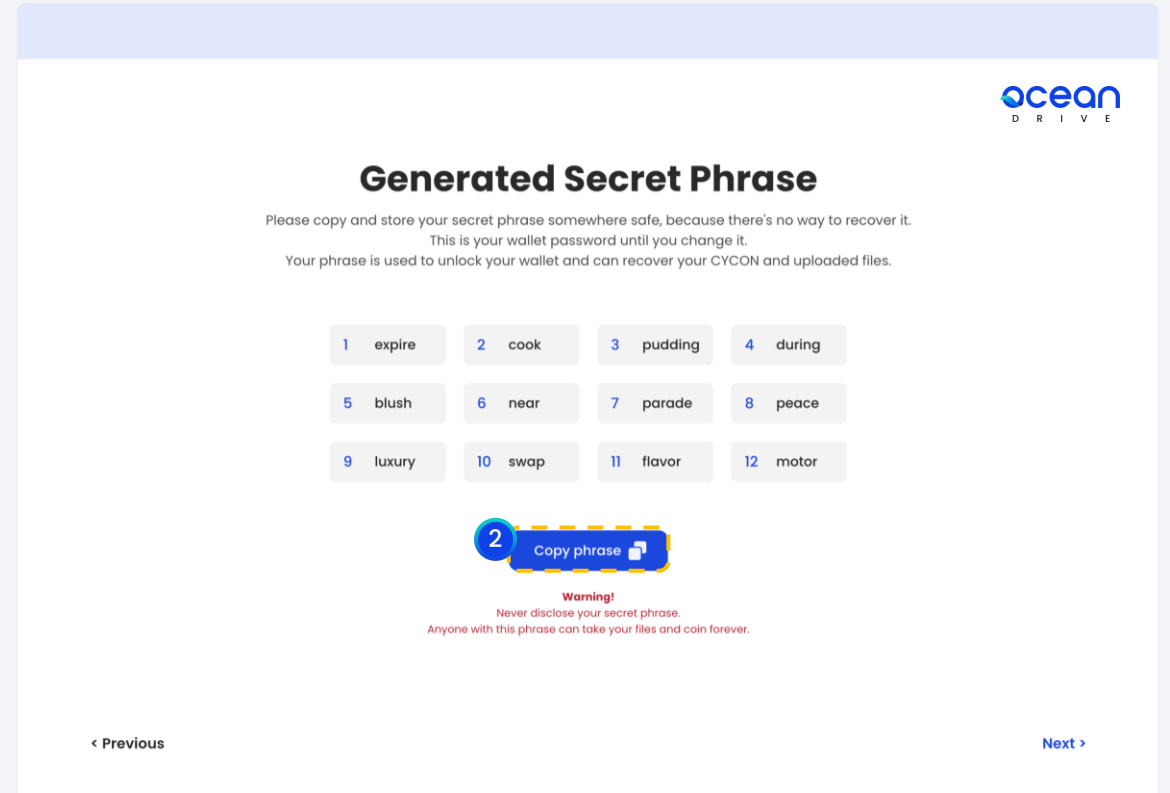 ocean
DRIVE
Generated Secret Phrase
Please copy and store your secret phrase somewhere safe, because there's no way to recover it.
This is your wallet password until you change it.
Your phrase is used to unlock your wallet and can recover your CYCON and uploaded files.
1 expire 2 cook 3 pudding 4 during
5 blush 6 near 7 parade 8 peace
9 luxury 10 swap 11 flavor 12 motor
2 Copy phrase
Warning!
Never disclose your secret phrase.
Anyone with this phrase can take your files and coin forever.
< Previous Next >